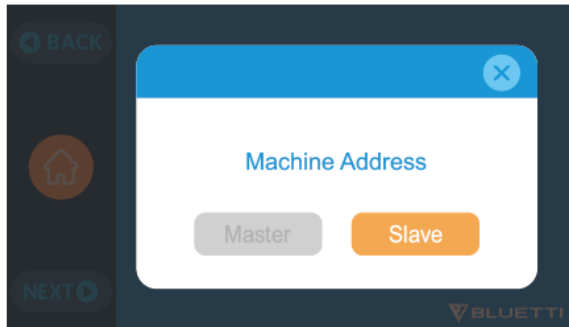 BACK
Machine Address
Master Slave
NEXT
BLUETTI